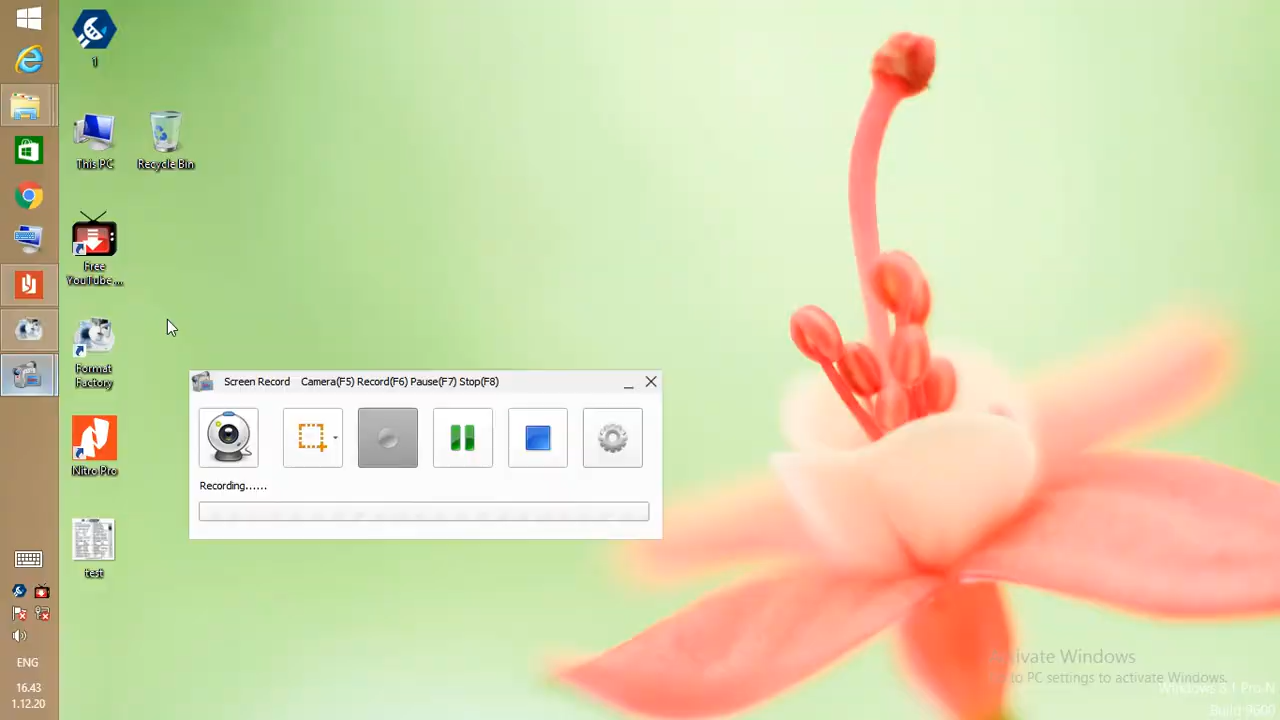 1
This PC
Recycle Bin
Free
YouTube ...
Format
Factory
Nitro Pro
test
Screen Record Camera(F5) Record(F6) Pause(F7) Stop(F8)
Recording......
ENG
16.43
1.12.20
Activate Windows
to PC settings to activate Windows.
Windows 8.1 Pro N
Build 9600